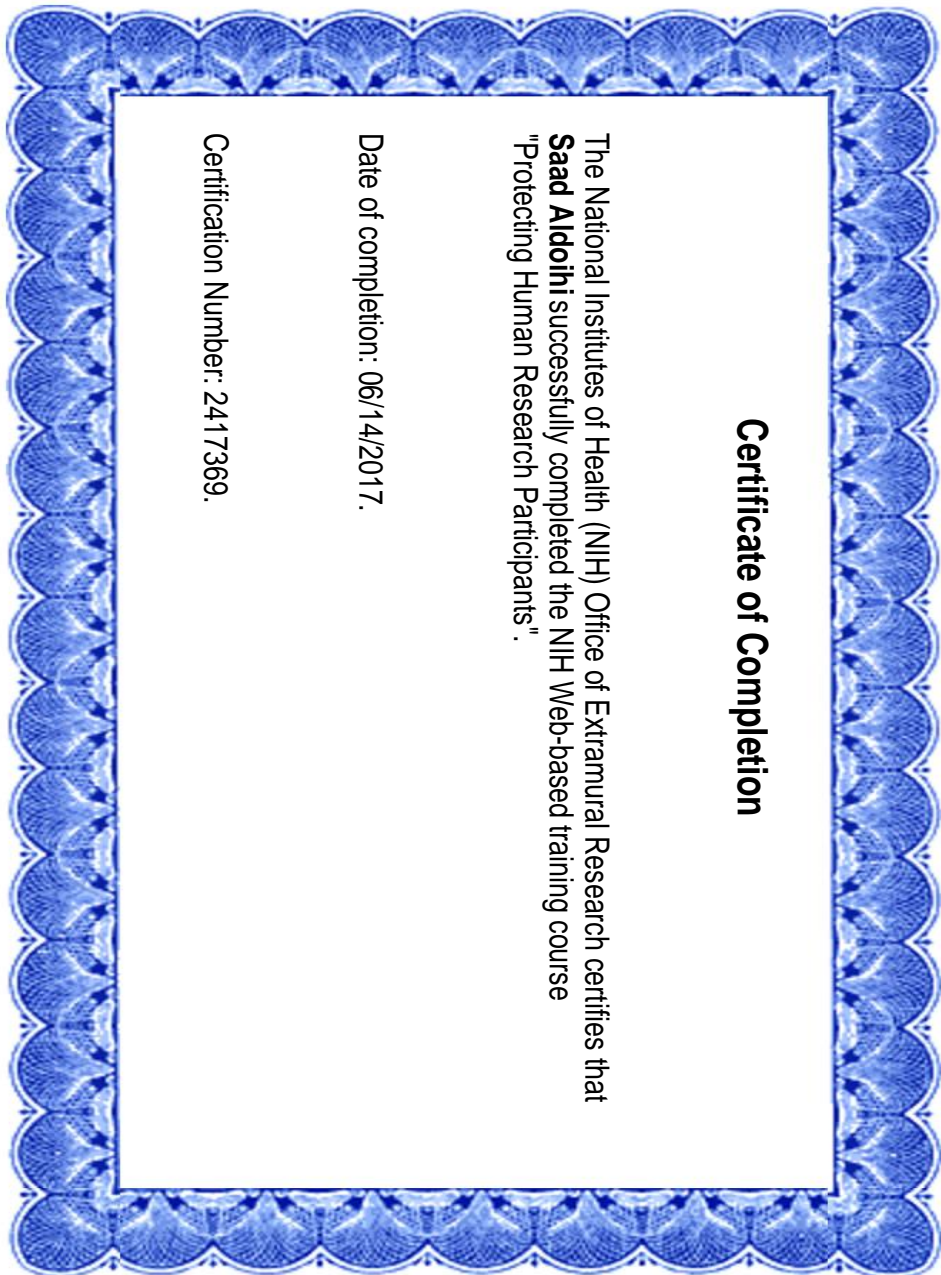 Certificate of Completion
The National Institutes of Health (NIH) Office of Extramural Research certifies that
Saad Aldoihi successfully completed the NIH Web-based training course
"Protecting Human Research Participants".
Date of completion: 06/14/2017.
Certification Number: 2417369.